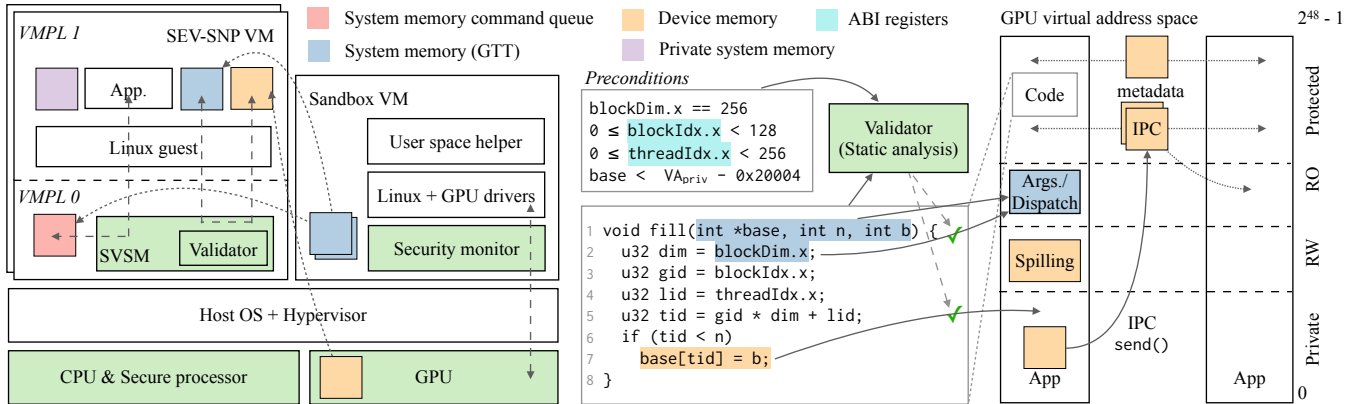 System memory command queue
Device memory
ABI registers
System memory (GTT)
Private system memory
VMPL 1
SEV-SNP VM
App.
Linux guest
VMPL 0
SVSM
Validator
Sandbox VM
User space helper
Linux + GPU drivers
Security monitor
Host OS + Hypervisor
CPU & Secure processor
GPU
Preconditions
blockDim.x == 256
0 ≤ blockIdx.x < 128
0 ≤ threadIdx.x < 256
base < VApriv - 0x20004
Validator
(Static analysis)
1 void fill(int *base, int n, int b) {
2 u32 dim = blockDim.x;
3 u32 gid = blockIdx.x;
4 u32 lid = threadIdx.x;
5 u32 tid = gid * dim + lid;
6 if (tid < n)
7 base[tid] = b;
8 }
GPU virtual address space
2⁴⁸ - 1
Code
metadata
IPC
Args./
Dispatch
Spilling
IPC
send()
App
App
Protected
RO
RW
Private
0